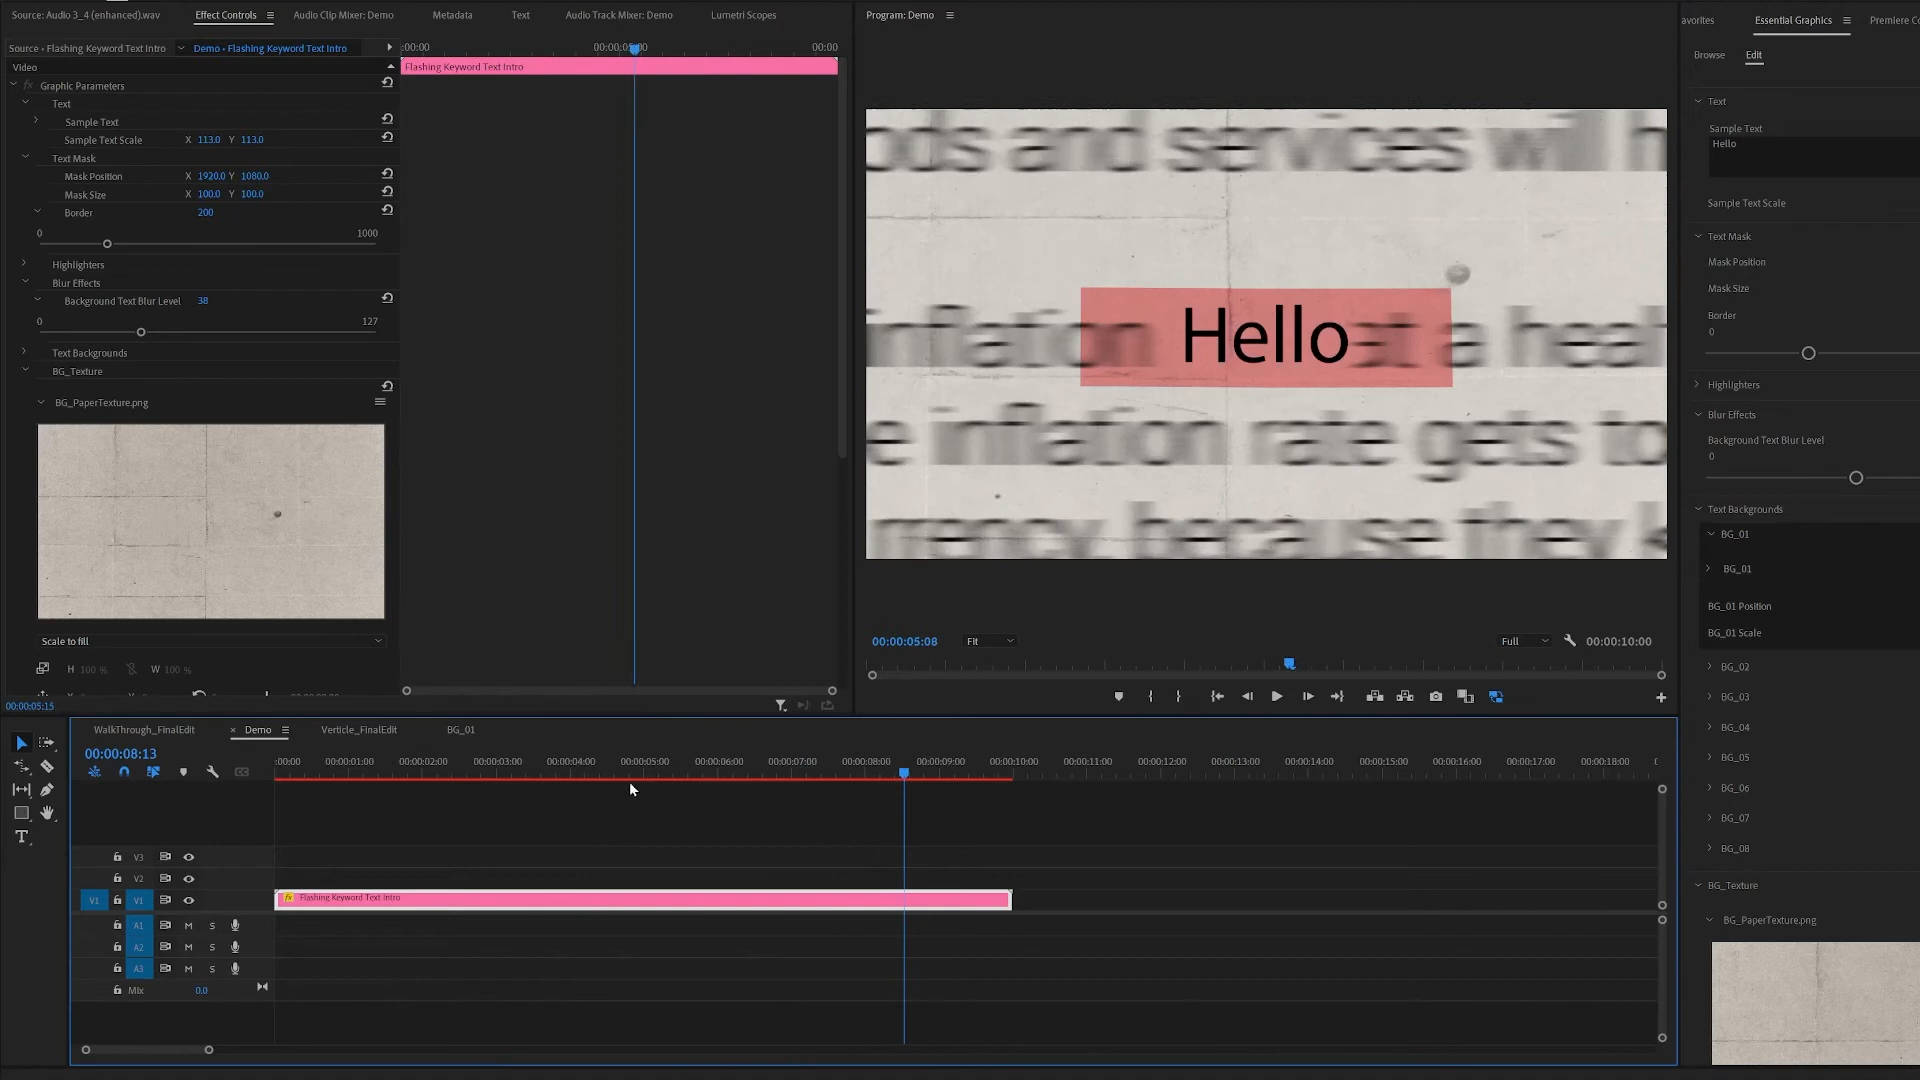 Source: Audio 3_4 (enhanced).wav
Effect Controls
Audio Clip Mixer: Demo
Metadata
Text
Audio Track Mixer: Demo
Lumetri Scopes
Program: Demo
avorites
Essential Graphics
Premiere Co
Source • Flashing Keyword Text Intro
Demo • Flashing Keyword Text Intro
:00:00
00:00:05:00
00:00
Video
Flashing Keyword Text Intro
Graphic Parameters
Text
Sample Text
Sample Text Scale X 113.0 Y 113.0
Text Mask
Mask Position X 1920.0 Y 1080.0
Mask Size X 100.0 Y 100.0
Border 200
0 1000
Highlighters
Blur Effects
Background Text Blur Level 38
0 127
Text Backgrounds
BG_Texture
BG_PaperTexture.png
Scale to fill
H 100 % W 100 %
00:00:05:15
ods and services will h
inflation at a heal
Hello
e inflation rate gets to
money because they k
00:00:05:08
Fit
Full
00:00:10:00
Browse
Edit
Text
Sample Text
Hello
Sample Text Scale
Text Mask
Mask Position
Mask Size
Border
0
Highlighters
Blur Effects
Background Text Blur Level
0
Text Backgrounds
BG_01
BG_01
BG_01 Position
BG_01 Scale
BG_02
BG_03
BG_04
BG_05
BG_06
BG_07
BG_08
BG_Texture
BG_PaperTexture.png
WalkThrough_FinalEdit
× Demo
Verticle_FinalEdit
BG_01
00:00:08:13
:00:00 00:00:01:00 00:00:02:00 00:00:03:00 00:00:04:00 00:00:05:00 00:00:06:00 00:00:07:00 00:00:08:00 00:00:09:00 00:00:10:00 00:00:11:00 00:00:12:00 00:00:13:00 00:00:14:00 00:00:15:00 00:00:16:00 00:00:17:00 00:00:18:00
V3
V2
V1 V1
fx Flashing Keyword Text Intro
A1 M S
A2 M S
A3 M S
Mix 0.0